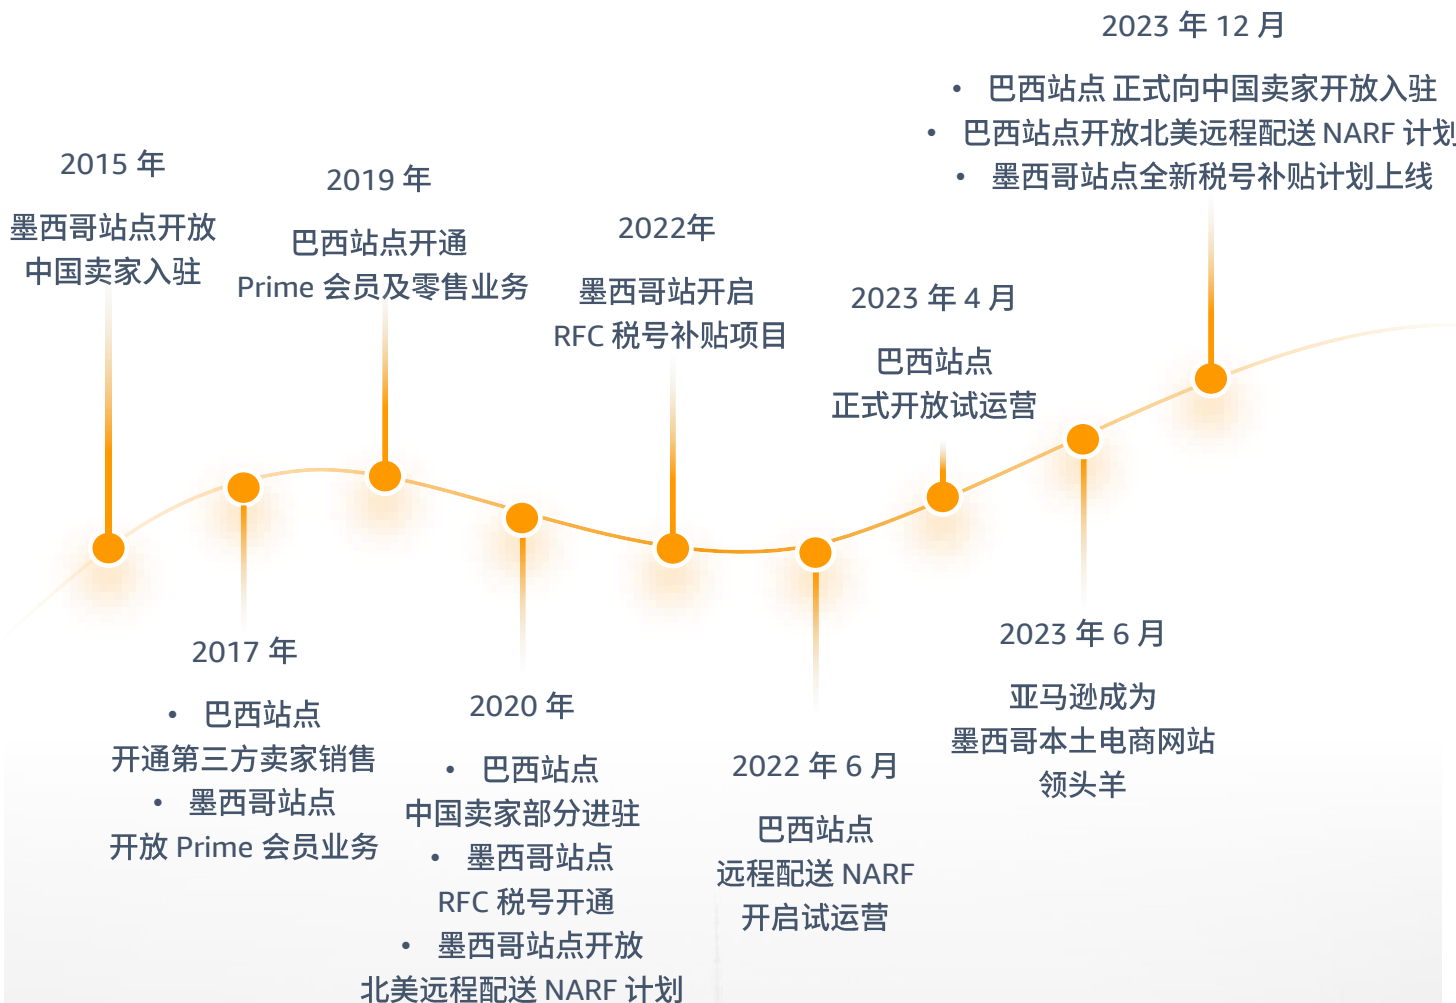 2015 年
墨西哥站点开放
中国卖家入驻
2017 年
• 巴西站点
开通第三方卖家销售
• 墨西哥站点
开放 Prime 会员业务
2019 年
巴西站点开通
Prime 会员及零售业务
2020 年
• 巴西站点
中国卖家部分进驻
• 墨西哥站点
RFC 税号开通
• 墨西哥站点开放
北美远程配送 NARF 计划
2022年
墨西哥站开启
RFC 税号补贴项目
2022 年 6 月
巴西站点
远程配送 NARF
开启试运营
2023 年 4 月
巴西站点
正式开放试运营
2023 年 6 月
亚马逊成为
墨西哥本土电商网站
领头羊
2023 年 12 月
• 巴西站点 正式向中国卖家开放入驻
• 巴西站点开放北美远程配送 NARF 计划
• 墨西哥站点全新税号补贴计划上线